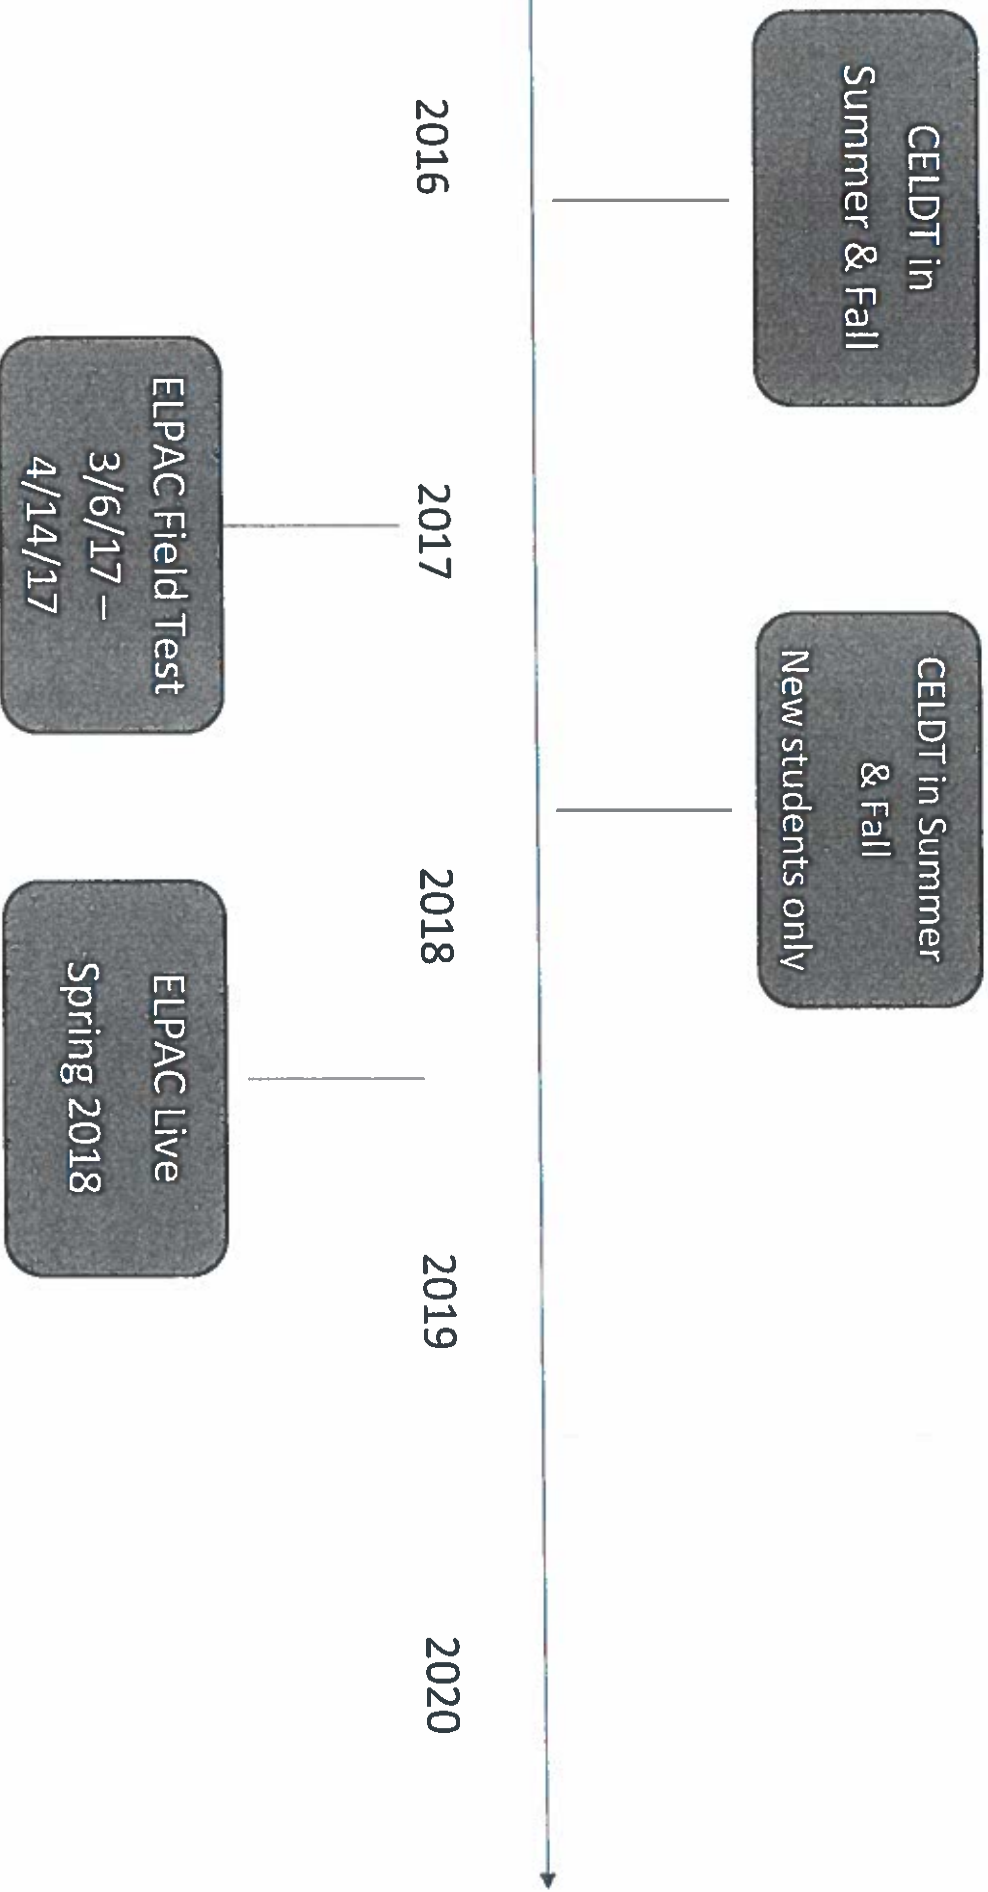 CELDT in
Summer & Fall
CELDT in Summer
& Fall
New students only
2016
2017
2018
2019
2020
ELPAC Field Test
3/6/17 –
4/14/17
ELPAC Live
Spring 2018